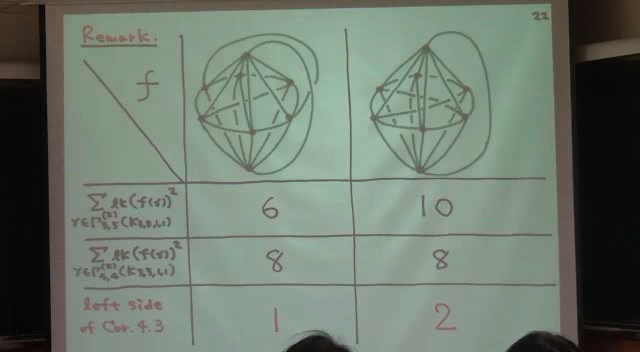 22
Remark.
f
Σ lk(f(γ))²
6
10
Σ lk(f(γ))²
8
8
left side
of Cor. 4.3
1
2